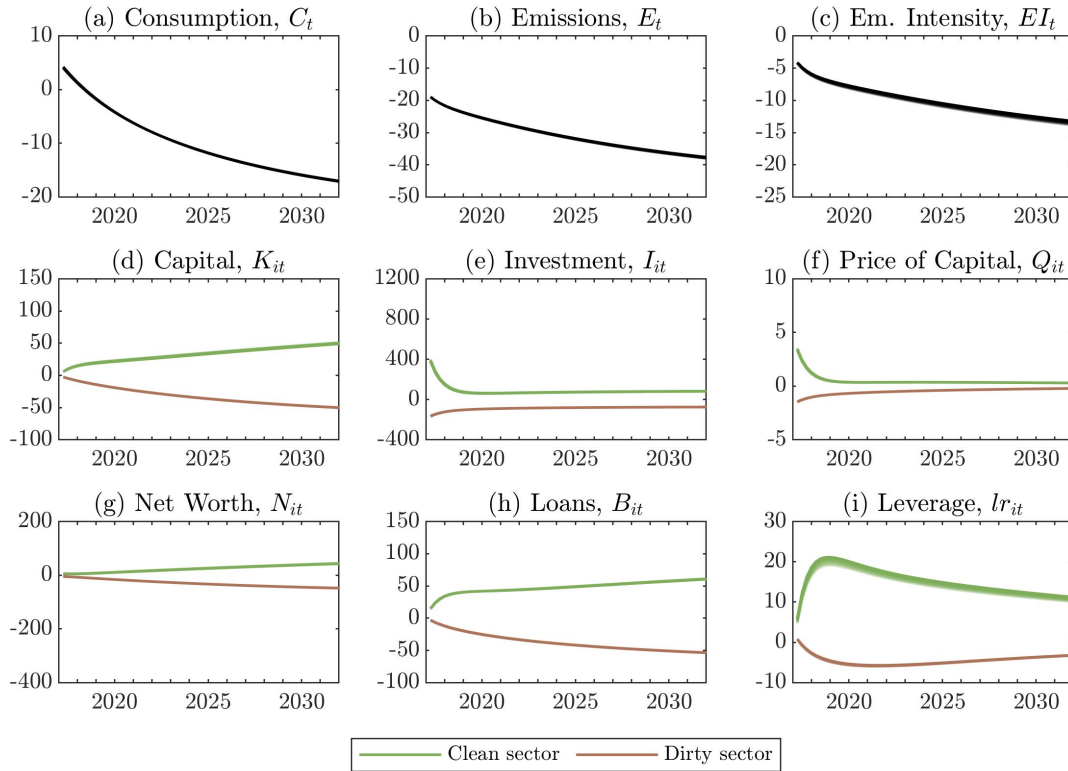 (a) Consumption, C_t
10
0
-10
-20
2020 2025 2030
(b) Emissions, E_t
0
-10
-20
-30
-40
-50
2020 2025 2030
(c) Em. Intensity, EI_t
0
-5
-10
-15
-20
-25
2020 2025 2030
(d) Capital, K_it
150
100
50
0
-50
-100
2020 2025 2030
(e) Investment, I_it
1200
800
400
0
-400
2020 2025 2030
(f) Price of Capital, Q_it
10
5
0
-5
2020 2025 2030
(g) Net Worth, N_it
200
0
-200
-400
2020 2025 2030
(h) Loans, B_it
150
100
50
0
-50
-100
2020 2025 2030
(i) Leverage, lr_it
30
20
10
0
-10
2020 2025 2030
Clean sector Dirty sector